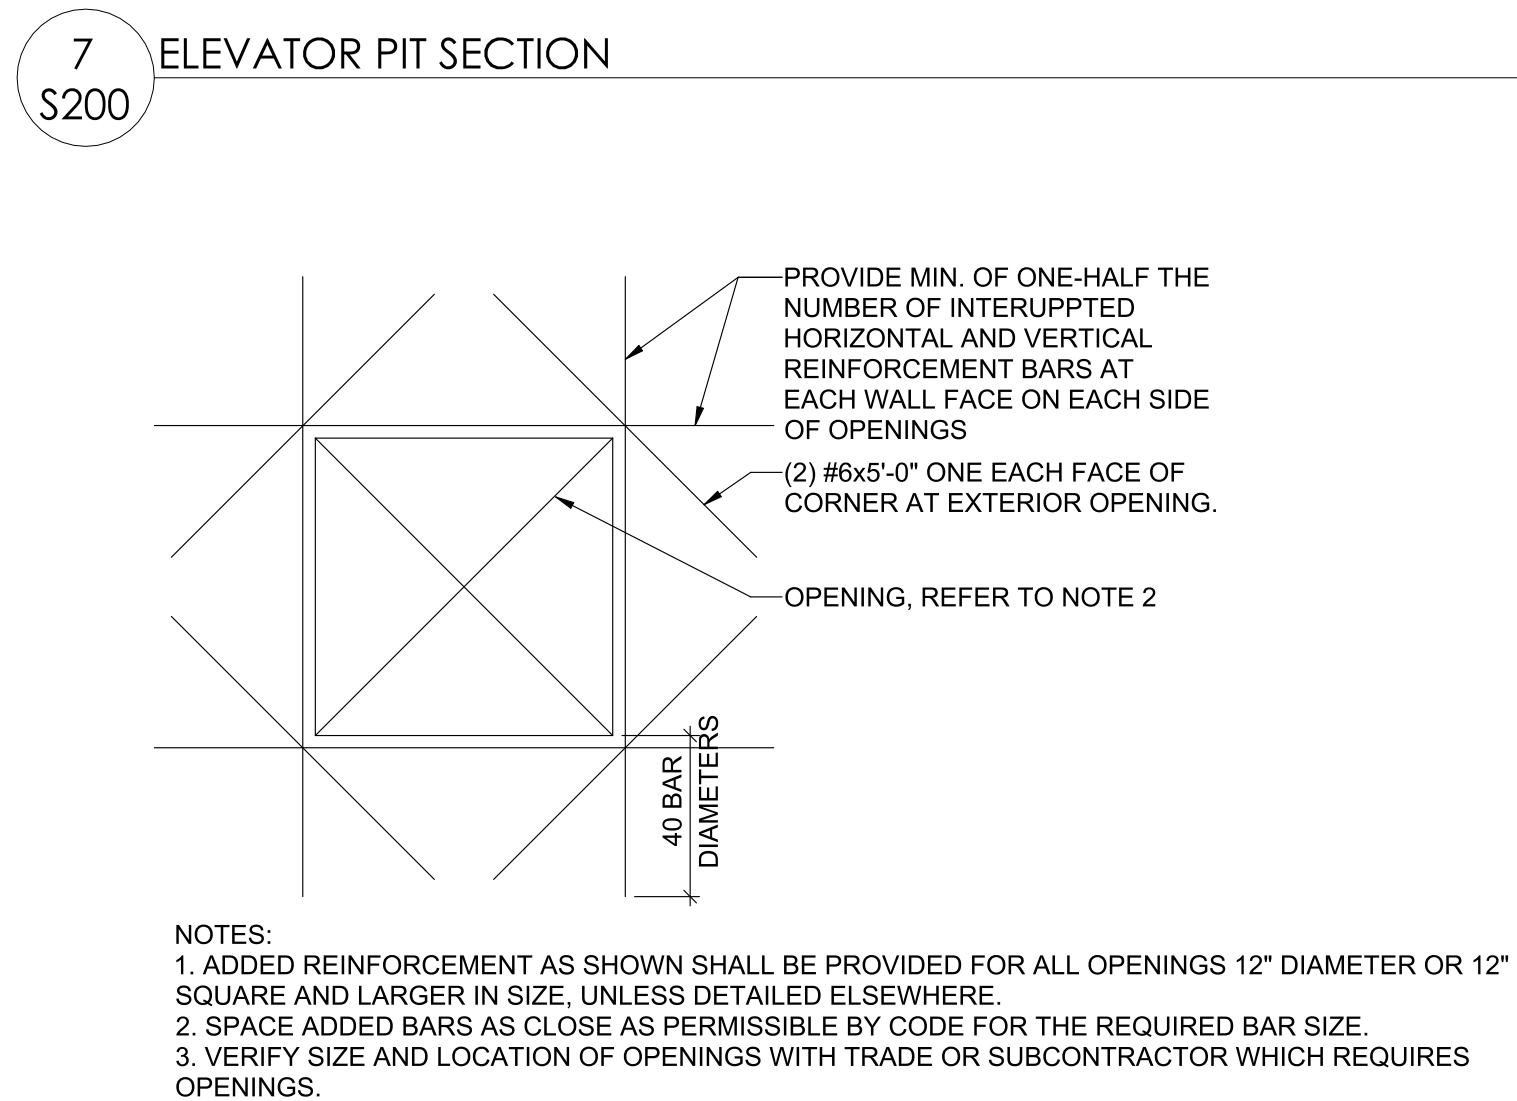 7
S200
ELEVATOR PIT SECTION
PROVIDE MIN. OF ONE-HALF THE
NUMBER OF INTERUPPTED
HORIZONTAL AND VERTICAL
REINFORCEMENT BARS AT
EACH WALL FACE ON EACH SIDE
OF OPENINGS
(2) #6x5'-0" ONE EACH FACE OF
CORNER AT EXTERIOR OPENING.
OPENING, REFER TO NOTE 2
40 BAR
DIAMETERS
NOTES:
1. ADDED REINFORCEMENT AS SHOWN SHALL BE PROVIDED FOR ALL OPENINGS 12" DIAMETER OR 12"
SQUARE AND LARGER IN SIZE, UNLESS DETAILED ELSEWHERE.
2. SPACE ADDED BARS AS CLOSE AS PERMISSIBLE BY CODE FOR THE REQUIRED BAR SIZE.
3. VERIFY SIZE AND LOCATION OF OPENINGS WITH TRADE OR SUBCONTRACTOR WHICH REQUIRES
OPENINGS.